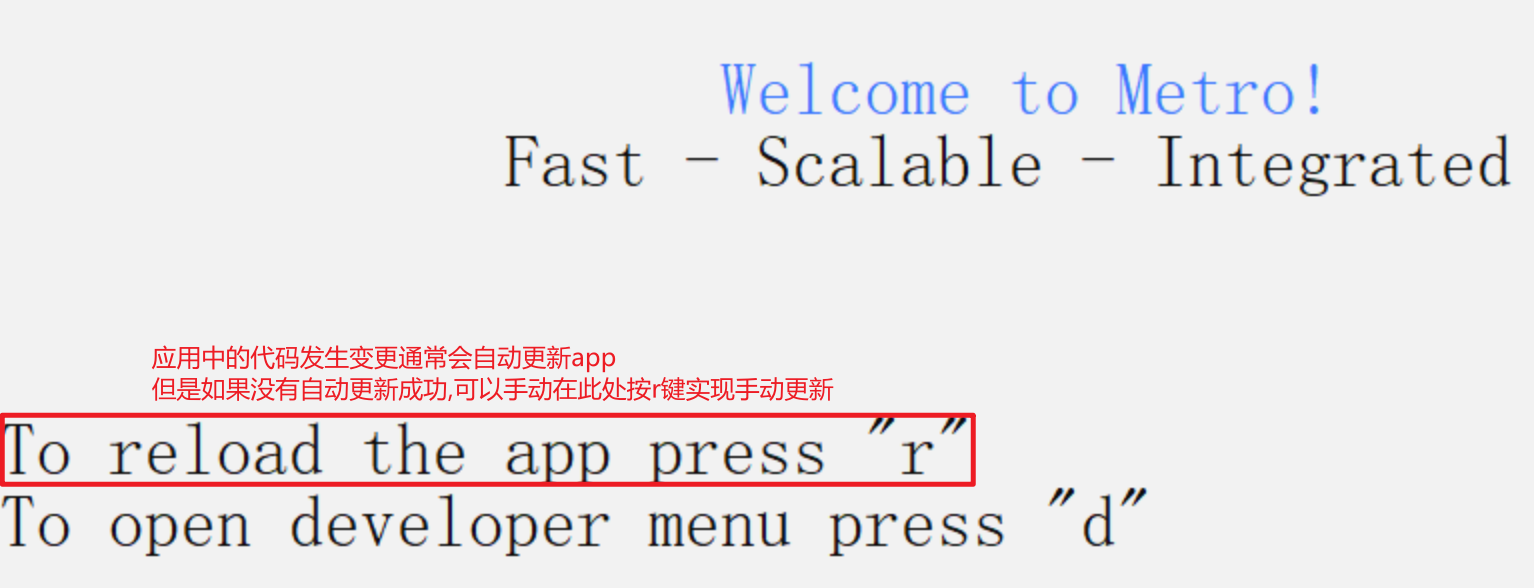 Welcome to Metro!
Fast - Scalable - Integrated
应用中的代码发生变更通常会自动更新app
但是如果没有自动更新成功,可以手动在此处按r键实现手动更新
To reload the app press "r"
To open developer menu press "d"